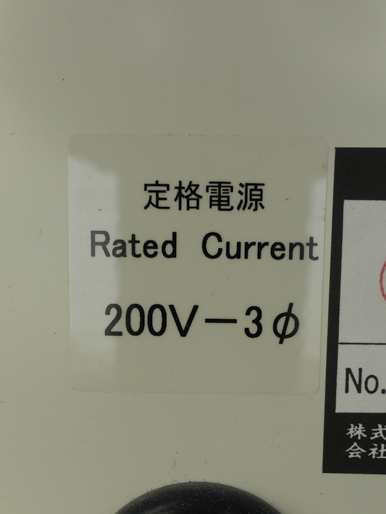 定格電源
Rated Current
200V－3φ
No.
株式
会社